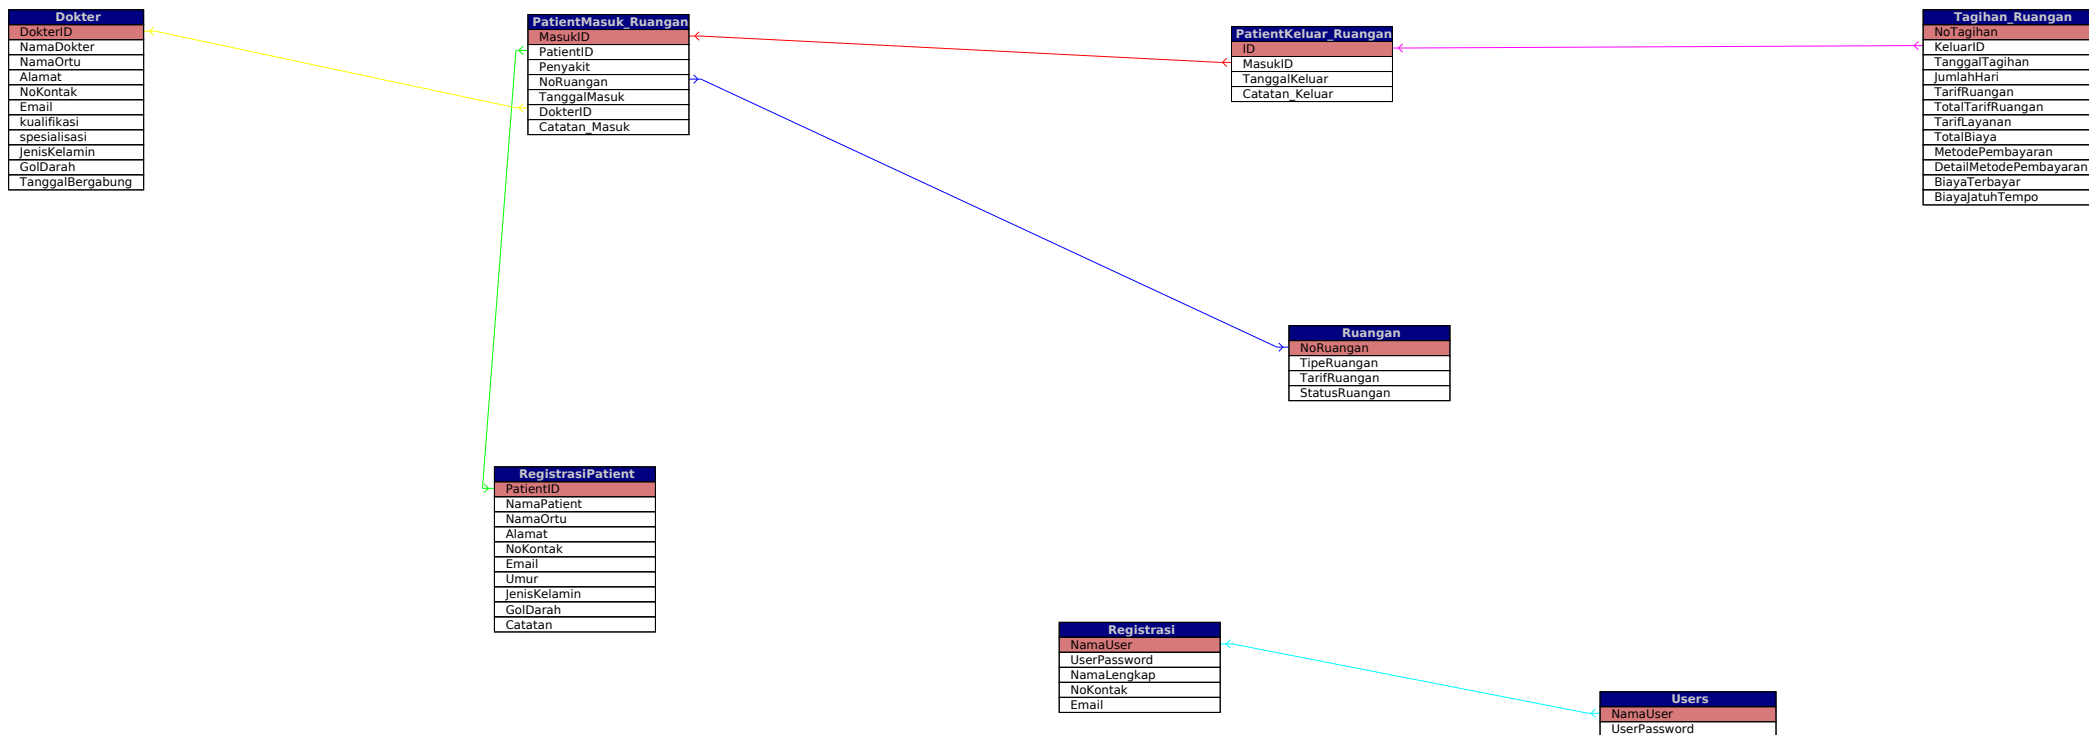 Dokter
DokterID
NamaDokter
NamaOrtu
Alamat
NoKontak
Email
kualifikasi
spesialisasi
JenisKelamin
GolDarah
TanggalBergabung
PatientMasuk_Ruangan
MasukID
PatientID
Penyakit
NoRuangan
TanggalMasuk
DokterID
Catatan_Masuk
PatientKeluar_Ruangan
ID
MasukID
TanggalKeluar
Catatan_Keluar
Tagihan_Ruangan
NoTagihan
KeluarID
TanggalTagihan
JumlahHari
TarifRuangan
TotalTarifRuangan
TarifLayanan
TotalBiaya
MetodePembayaran
DetailMetodePembayaran
BiayaTerbayar
BiayaJatuhTempo
Ruangan
NoRuangan
TipeRuangan
TarifRuangan
StatusRuangan
RegistrasiPatient
PatientID
NamaPatient
NamaOrtu
Alamat
NoKontak
Email
Umur
JenisKelamin
GolDarah
Catatan
Registrasi
NamaUser
UserPassword
NamaLengkap
NoKontak
Email
Users
NamaUser
UserPassword